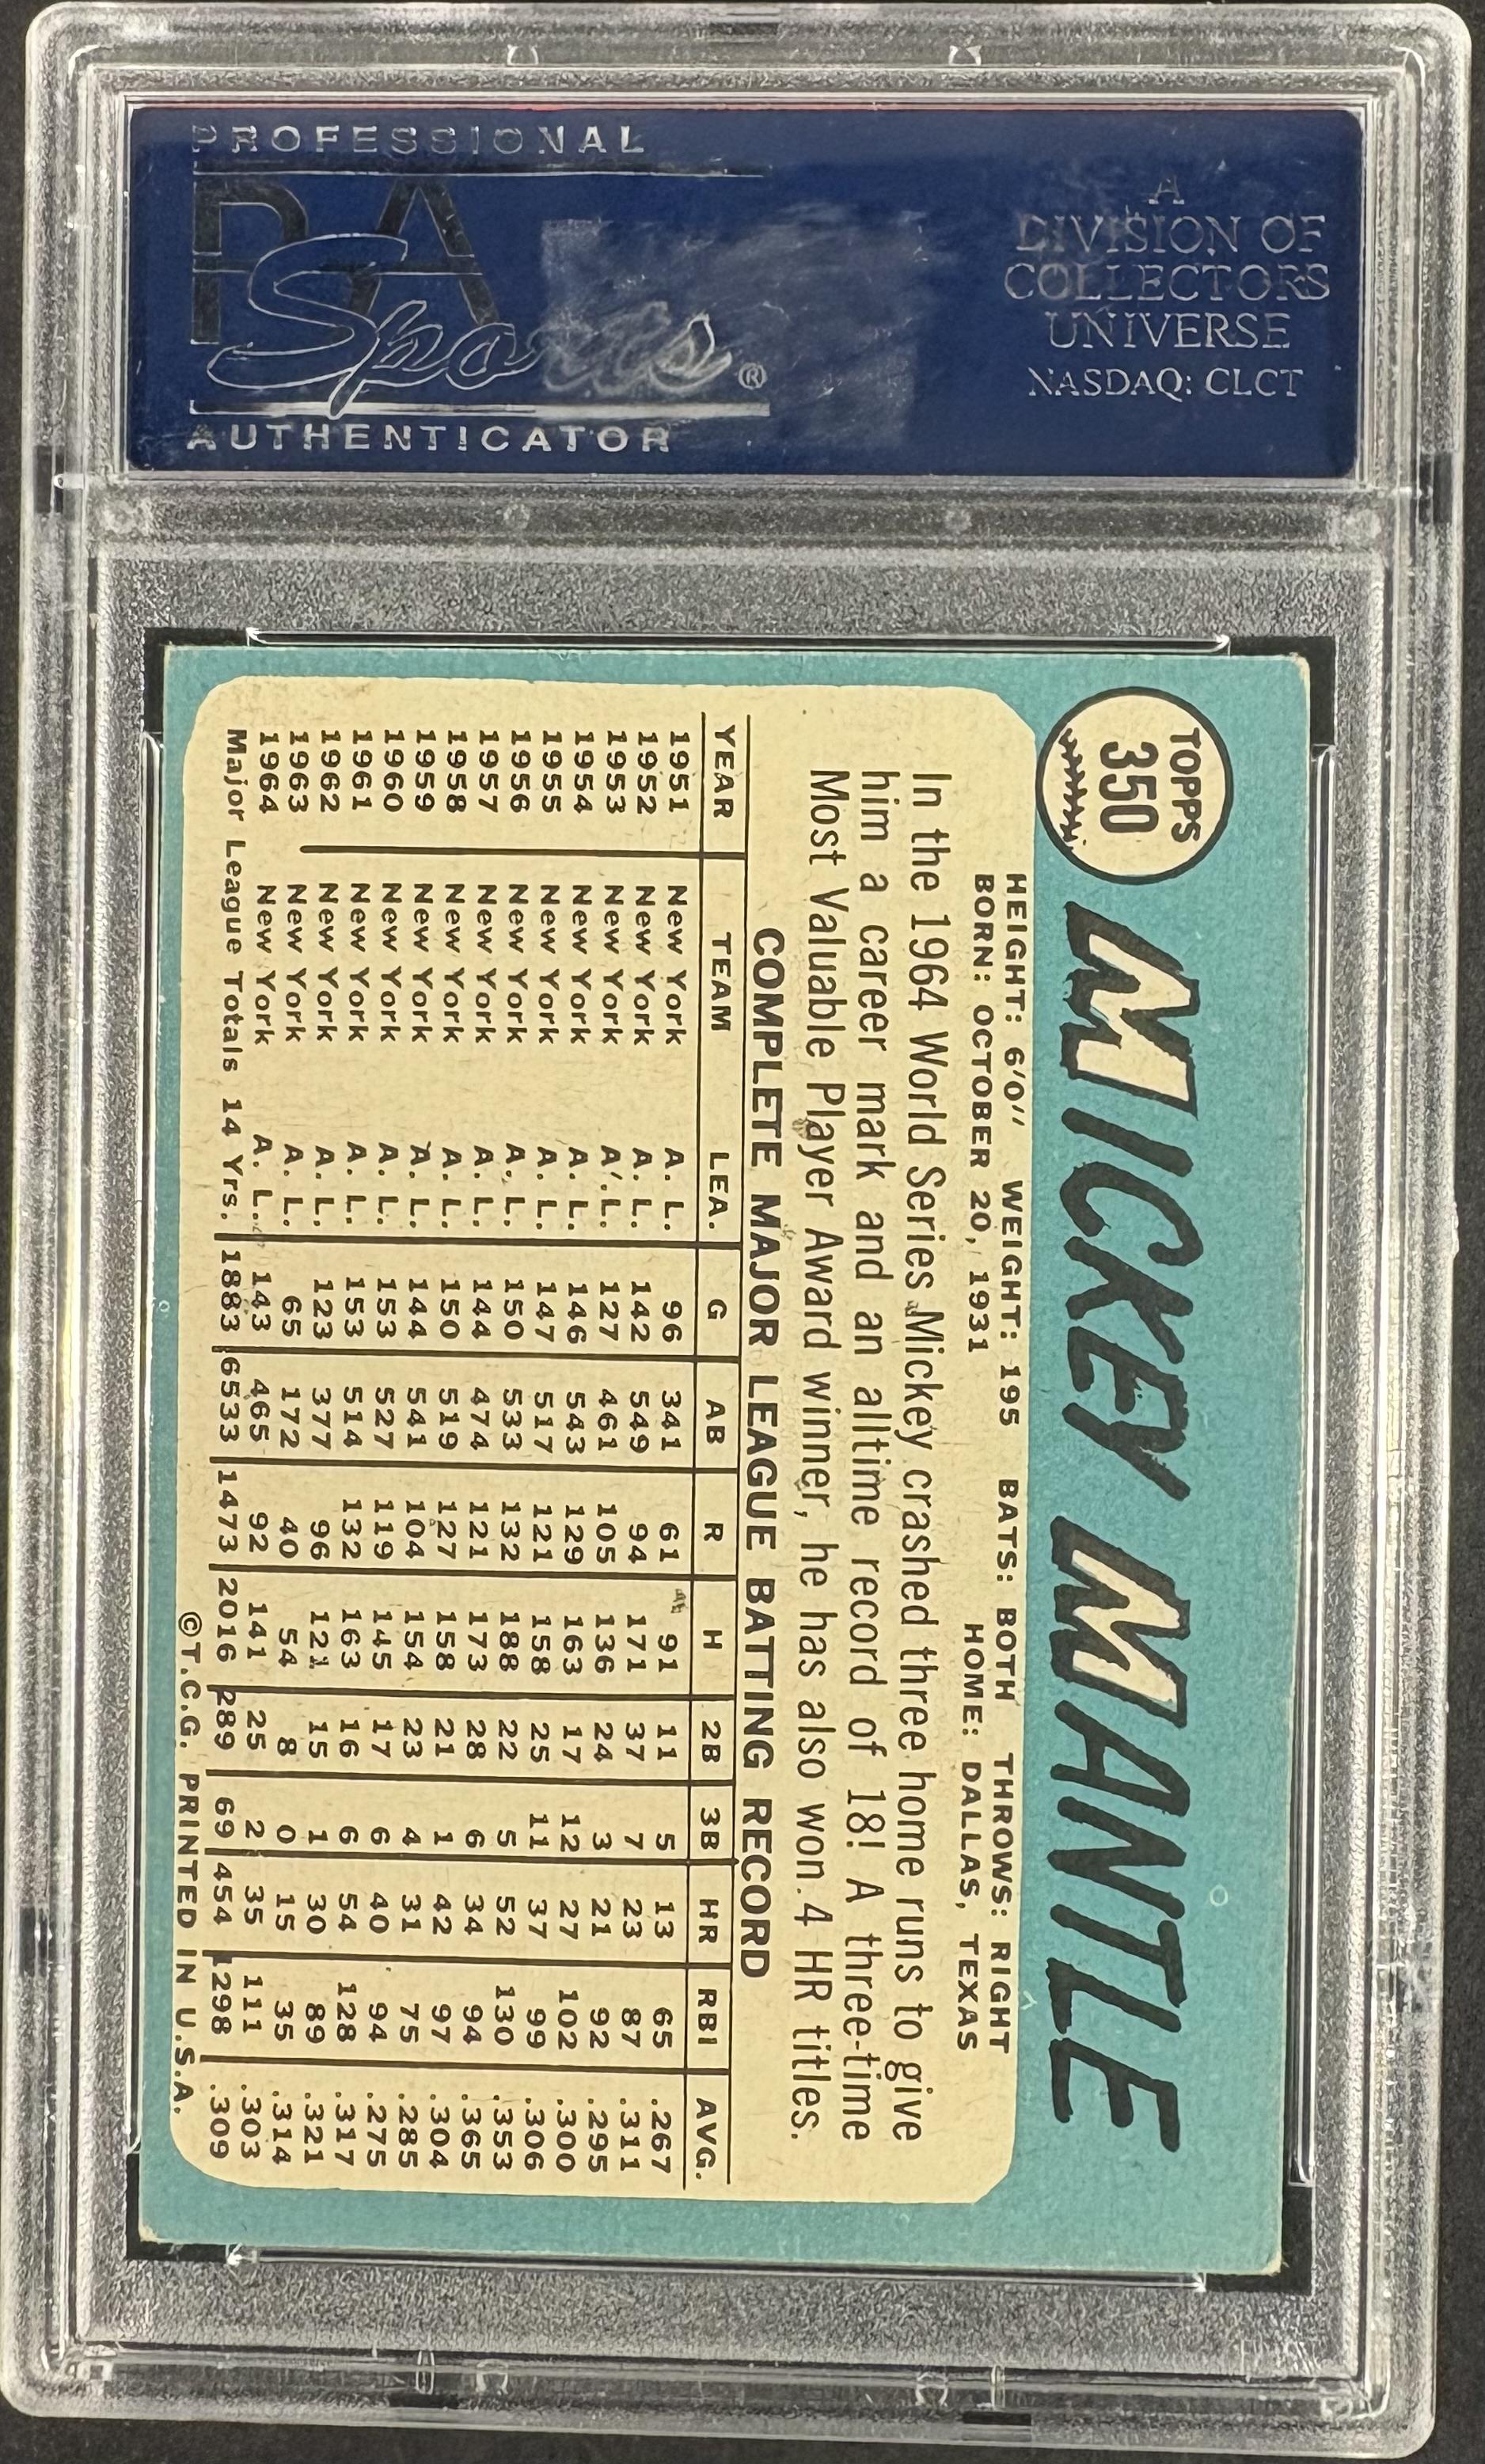 PROFESSIONAL
PSA
Sports®
AUTHENTICATOR
A
DIVISION OF
COLLECTORS
UNIVERSE
NASDAQ: CLCT
TOPPS
350
MICKEY MANTLE
HEIGHT: 6'0" WEIGHT: 195 BATS: BOTH THROWS: RIGHT
BORN: OCTOBER 20, 1931 HOME: DALLAS, TEXAS
In the 1964 World Series Mickey crashed three home runs to give
him a career mark and an alltime record of 18! A three-time
Most Valuable Player Award winner, he has also won 4 HR titles.
COMPLETE MAJOR LEAGUE BATTING RECORD
YEAR TEAM LEA. G AB R H 2B 3B HR RBI AVG.
1951 New York A. L. 96 341 61 91 11 5 13 65 .267
1952 New York A. L. 142 549 94 171 37 7 23 87 .311
1953 New York A. L. 127 461 105 136 24 3 21 92 .295
1954 New York A. L. 146 543 129 163 17 12 27 102 .300
1955 New York A. L. 147 517 121 158 25 11 37 99 .306
1956 New York A. L. 150 533 132 188 22 5 52 130 .353
1957 New York A. L. 144 474 121 173 28 6 34 94 .365
1958 New York A. L. 150 519 127 158 21 1 42 97 .304
1959 New York A. L. 144 541 104 154 23 4 31 75 .285
1960 New York A. L. 153 527 119 145 17 6 40 94 .275
1961 New York A. L. 153 514 132 163 16 6 54 128 .317
1962 New York A. L. 123 377 96 121 15 1 30 89 .321
1963 New York A. L. 65 172 40 54 8 0 15 35 .314
1964 New York A. L. 143 465 92 141 25 2 35 111 .303
Major League Totals 14 Yrs. 1883 6533 1473 2016 289 69 454 1298 .309
©T.C.G. PRINTED IN U.S.A.